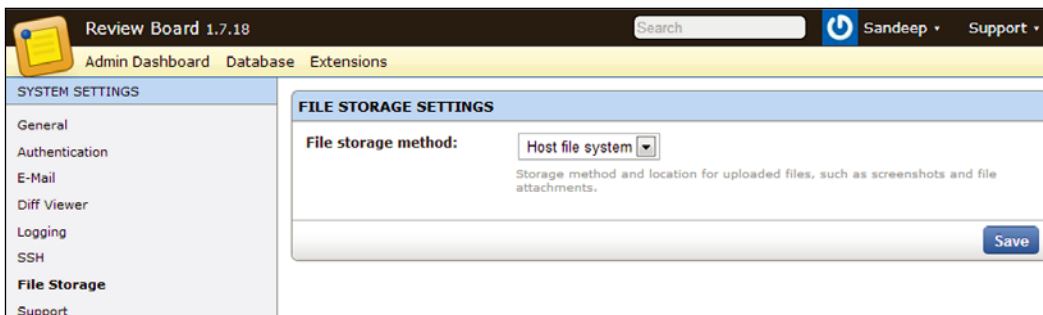 Review Board 1.7.18
Search
Sandeep
Support
Admin Dashboard Database Extensions
SYSTEM SETTINGS
General
Authentication
E-Mail
Diff Viewer
Logging
SSH
File Storage
Support
FILE STORAGE SETTINGS
File storage method: Host file system
Storage method and location for uploaded files, such as screenshots and file
attachments.
Save